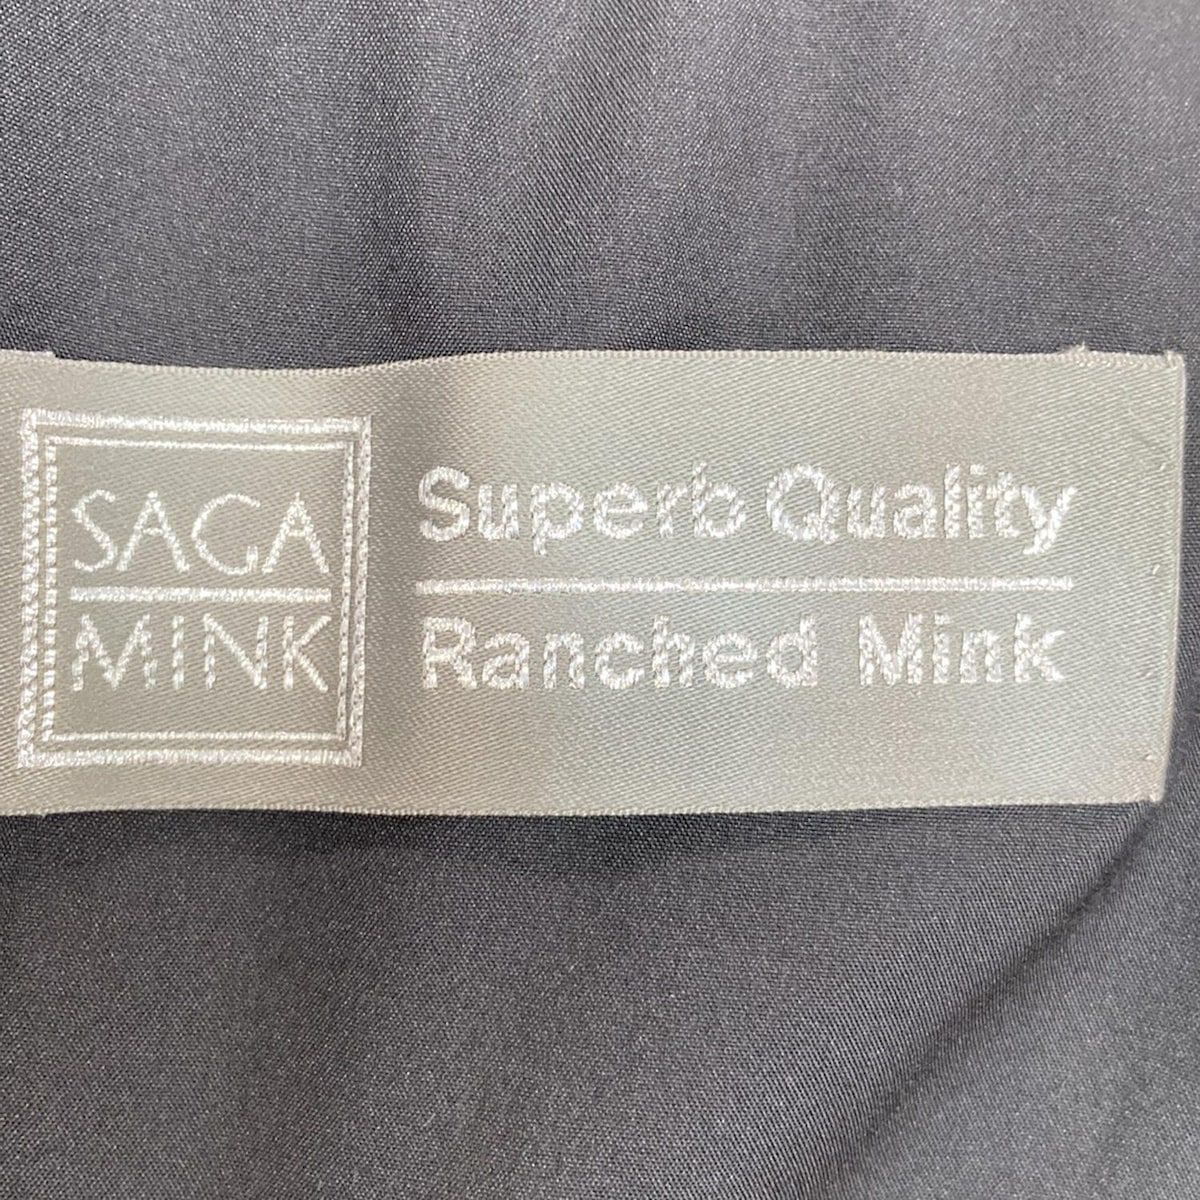 SAGA
MINK
Superb Quality
Ranched Mink